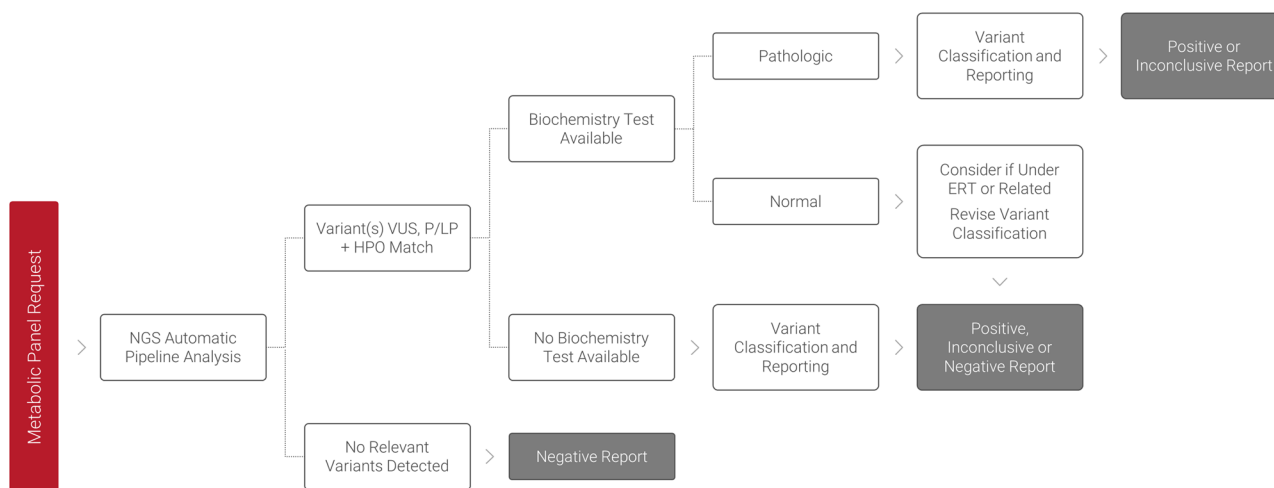 Metabolic Panel Request
NGS Automatic
Pipeline Analysis
Variant(s) VUS, P/LP
+ HPO Match
No Relevant
Variants Detected
Negative Report
Biochemistry Test
Available
No Biochemistry
Test Available
Pathologic
Variant
Classification and
Reporting
Positive or
Inconclusive Report
Normal
Consider if Under
ERT or Related
Revise Variant
Classification
Variant
Classification and
Reporting
Positive,
Inconclusive or
Negative Report